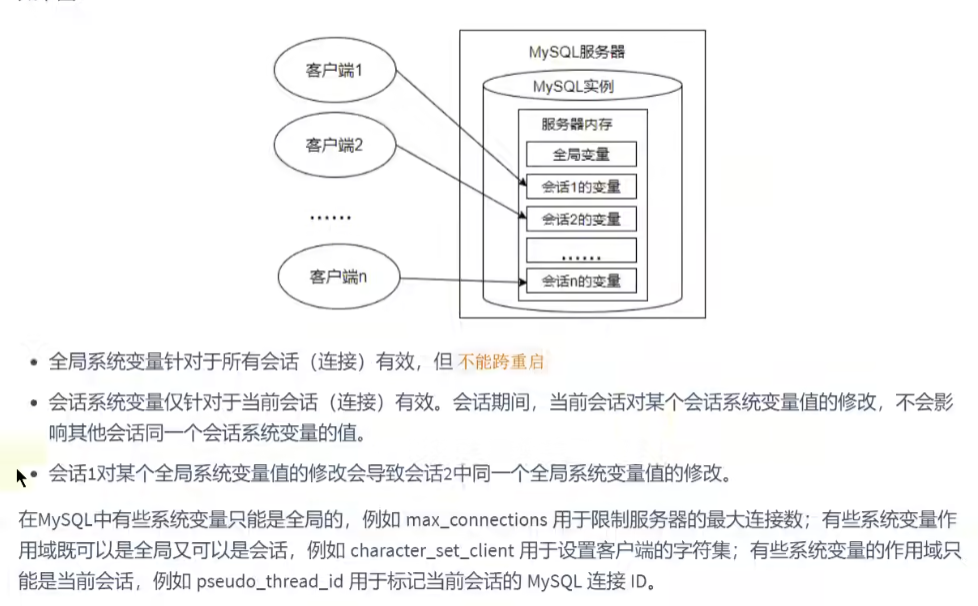 MySQL服务器
客户端1
MySQL实例
服务器内存
客户端2
全局变量
会话1的变量
……
会话2的变量
……
客户端n
会话n的变量
全局系统变量针对于所有会话（连接）有效，但 不能跨重启
会话系统变量仅针对于当前会话（连接）有效。会话期间，当前会话对某个会话系统变量值的修改，不会影
响其他会话同一个会话系统变量的值。
会话1对某个全局系统变量值的修改会导致会话2中同一个全局系统变量值的修改。
在MySQL中有些系统变量只能是全局的，例如 max_connections 用于限制服务器的最大连接数；有些系统变量作
用域既可以是全局又可以是会话，例如 character_set_client 用于设置客户端的字符集；有些系统变量的作用域只
能是当前会话，例如 pseudo_thread_id 用于标记当前会话的 MySQL 连接 ID。